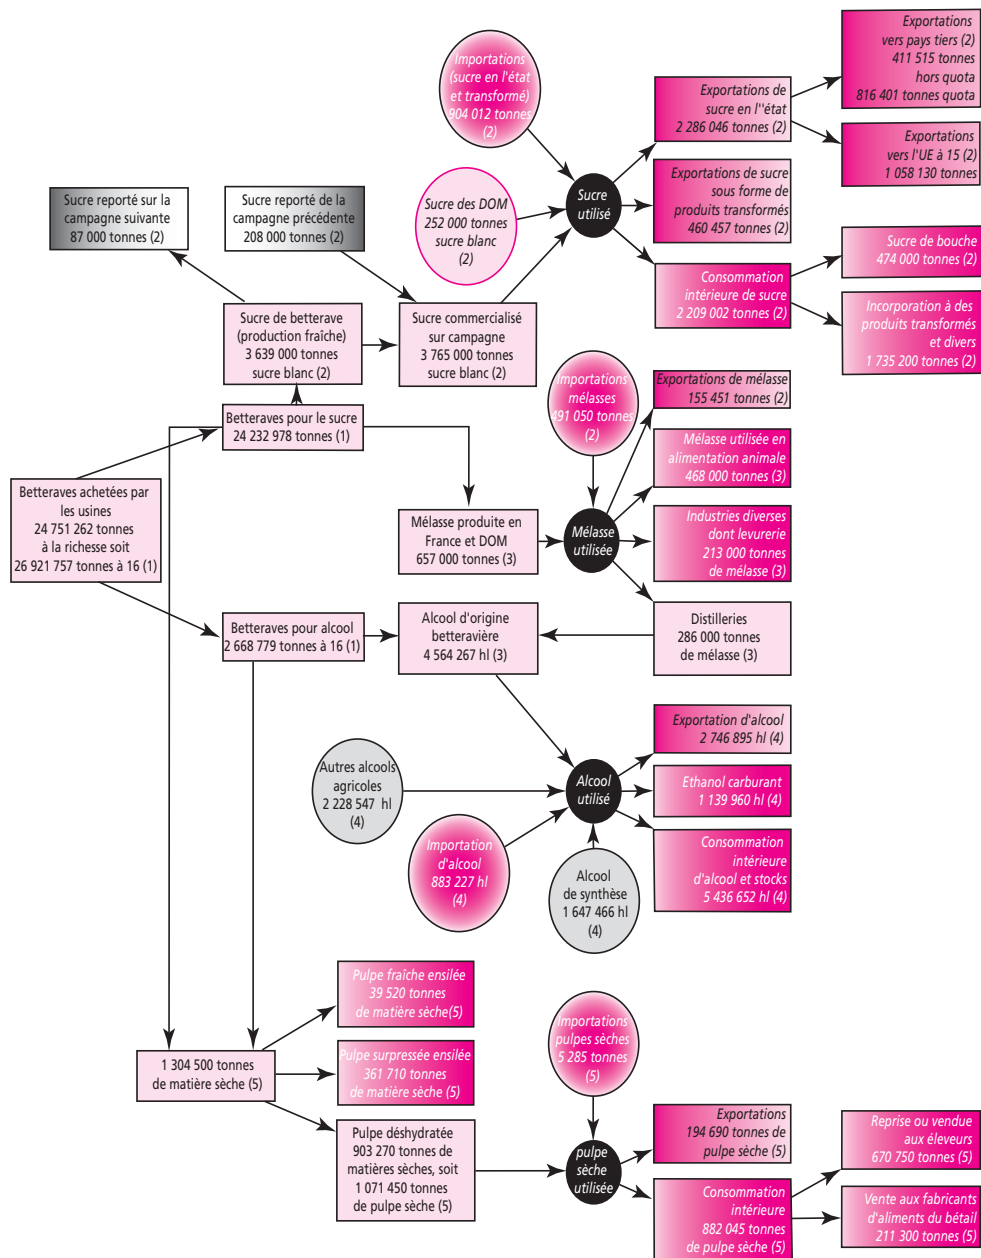 Importations
(sucre en l'état
et transformé)
904 012 tonnes
(2)
Exportations de
sucre en l''état
2 286 046 tonnes (2)
Exportations
vers pays tiers (2)
411 515 tonnes
hors quota
816 401 tonnes quota
Exportations
vers l'UE à 15 (2)
1 058 130 tonnes
Sucre reporté sur la
campagne suivante
87 000 tonnes (2)
Sucre reporté de la
campagne précédente
208 000 tonnes (2)
Sucre des DOM
252 000 tonnes
sucre blanc
(2)
Sucre
utilisé
Exportations de sucre
sous forme de
produits transformés
460 457 tonnes (2)
Consommation
intérieure de sucre
2 209 002 tonnes (2)
Sucre de bouche
474 000 tonnes (2)
Incorporation à des
produits transformés
et divers
1 735 200 tonnes (2)
Sucre de betterave
(production fraîche)
3 639 000 tonnes
sucre blanc (2)
Sucre commercialisé
sur campagne
3 765 000 tonnes
sucre blanc (2)
Importations
mélasses
491 050 tonnes
(2)
Exportations de mélasse
155 451 tonnes (2)
Betteraves pour le sucre
24 232 978 tonnes (1)
Mélasse utilisée en
alimentation animale
468 000 tonnes (3)
Betteraves achetées par
les usines
24 751 262 tonnes
à la richesse soit
26 921 757 tonnes à 16 (1)
Mélasse produite en
France et DOM
657 000 tonnes (3)
Mélasse
utilisée
Industries diverses
dont levurerie
213 000 tonnes
de mélasse (3)
Betteraves pour alcool
2 668 779 tonnes à 16 (1)
Alcool d'origine
betteravière
4 564 267 hl (3)
Distilleries
286 000 tonnes
de mélasse (3)
Exportation d'alcool
2 746 895 hl (4)
Autres alcools
agricoles
2 228 547 hl
(4)
Alcool
utilisé
Ethanol carburant
1 139 960 hl (4)
Importation
d'alcool
883 227 hl
(4)
Alcool
de synthèse
1 647 466 hl
(4)
Consommation
intérieure
d'alcool et stocks
5 436 652 hl (4)
Pulpe fraîche ensilée
39 520 tonnes
de matière sèche(5)
1 304 500 tonnes
de matière sèche (5)
Pulpe surpressée ensilée
361 710 tonnes
de matière sèche (5)
Importations
pulpes sèches
5 285 tonnes
(5)
Pulpe déshydratée
903 270 tonnes de
matières sèches, soit
1 071 450 tonnes
de pulpe sèche (5)
pulpe
sèche
utilisée
Exportations
194 690 tonnes de
pulpe sèche (5)
Consommation
intérieure
882 045 tonnes
de pulpe sèche (5)
Reprise ou vendue
aux éleveurs
670 750 tonnes (5)
Vente aux fabricants
d'aliments du bétail
211 300 tonnes (5)